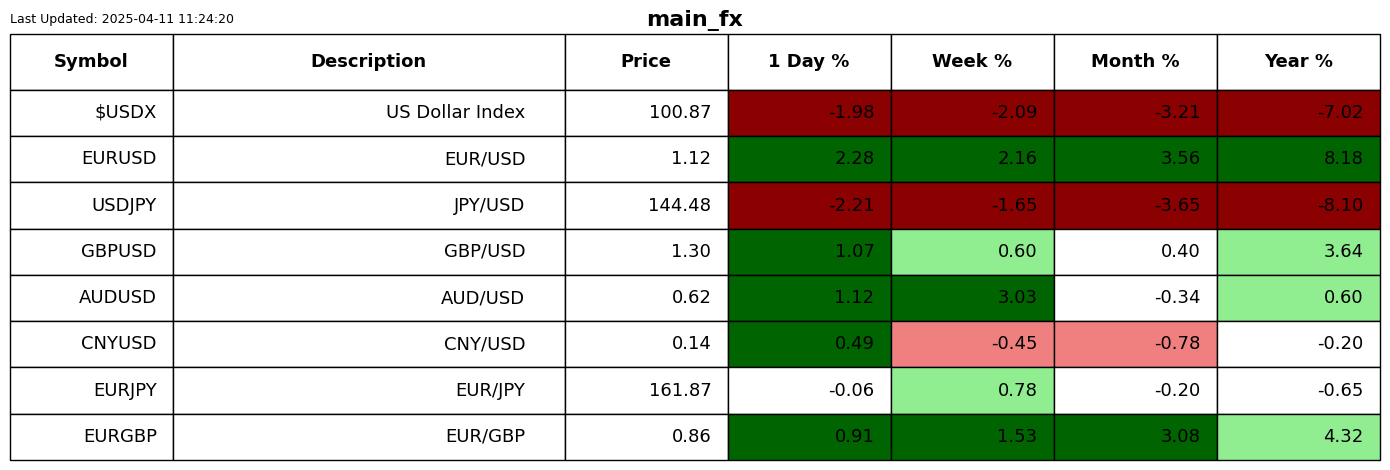 Last Updated: 2025-04-11 11:24:20
main_fx
Symbol Description Price 1 Day % Week % Month % Year %
$USDX US Dollar Index 100.87 -1.98 -2.09 -3.21 -7.02
EURUSD EUR/USD 1.12 2.28 2.16 3.56 8.18
USDJPY JPY/USD 144.48 -2.21 -1.65 -3.65 -8.10
GBPUSD GBP/USD 1.30 1.07 0.60 0.40 3.64
AUDUSD AUD/USD 0.62 1.12 3.03 -0.34 0.60
CNYUSD CNY/USD 0.14 0.49 -0.45 -0.78 -0.20
EURJPY EUR/JPY 161.87 -0.06 0.78 -0.20 -0.65
EURGBP EUR/GBP 0.86 0.91 1.53 3.08 4.32